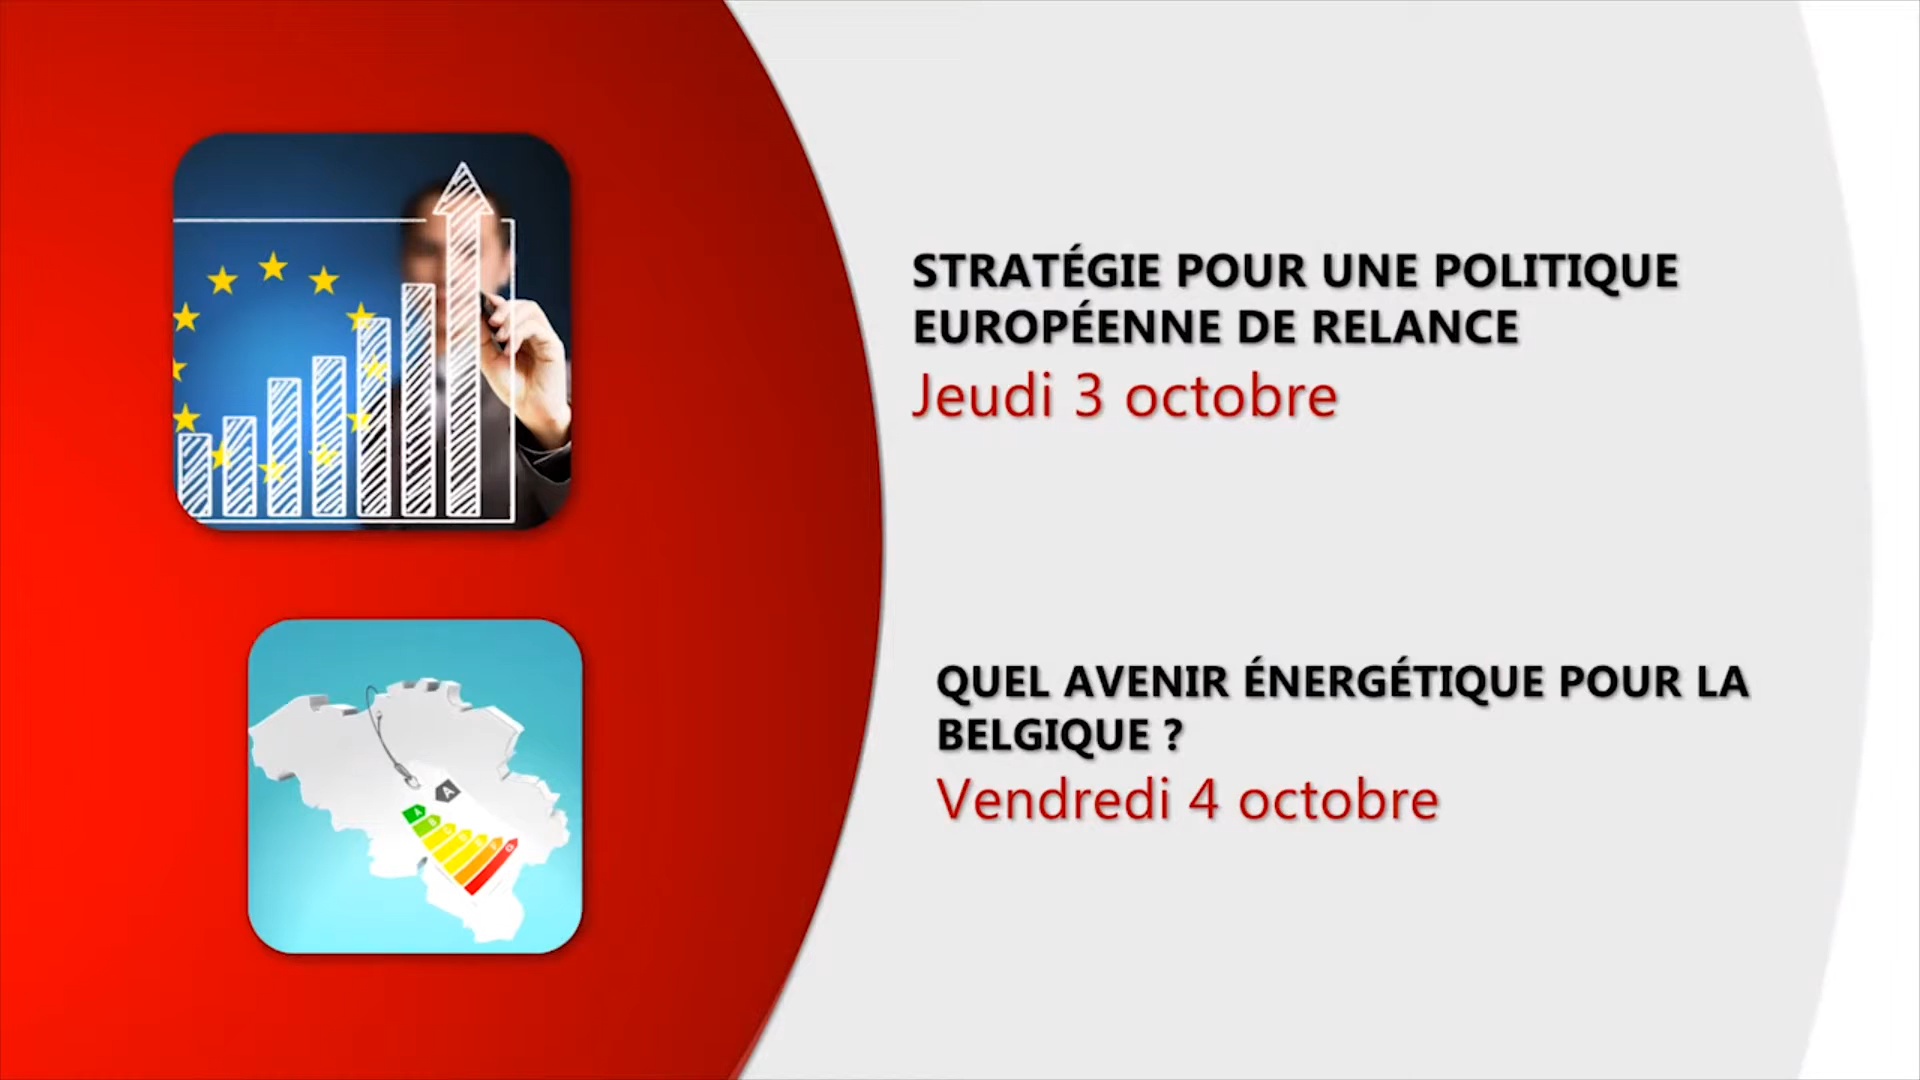 STRATÉGIE POUR UNE POLITIQUE
EUROPÉENNE DE RELANCE
Jeudi 3 octobre
QUEL AVENIR ÉNERGÉTIQUE POUR LA
BELGIQUE ?
Vendredi 4 octobre
A
A